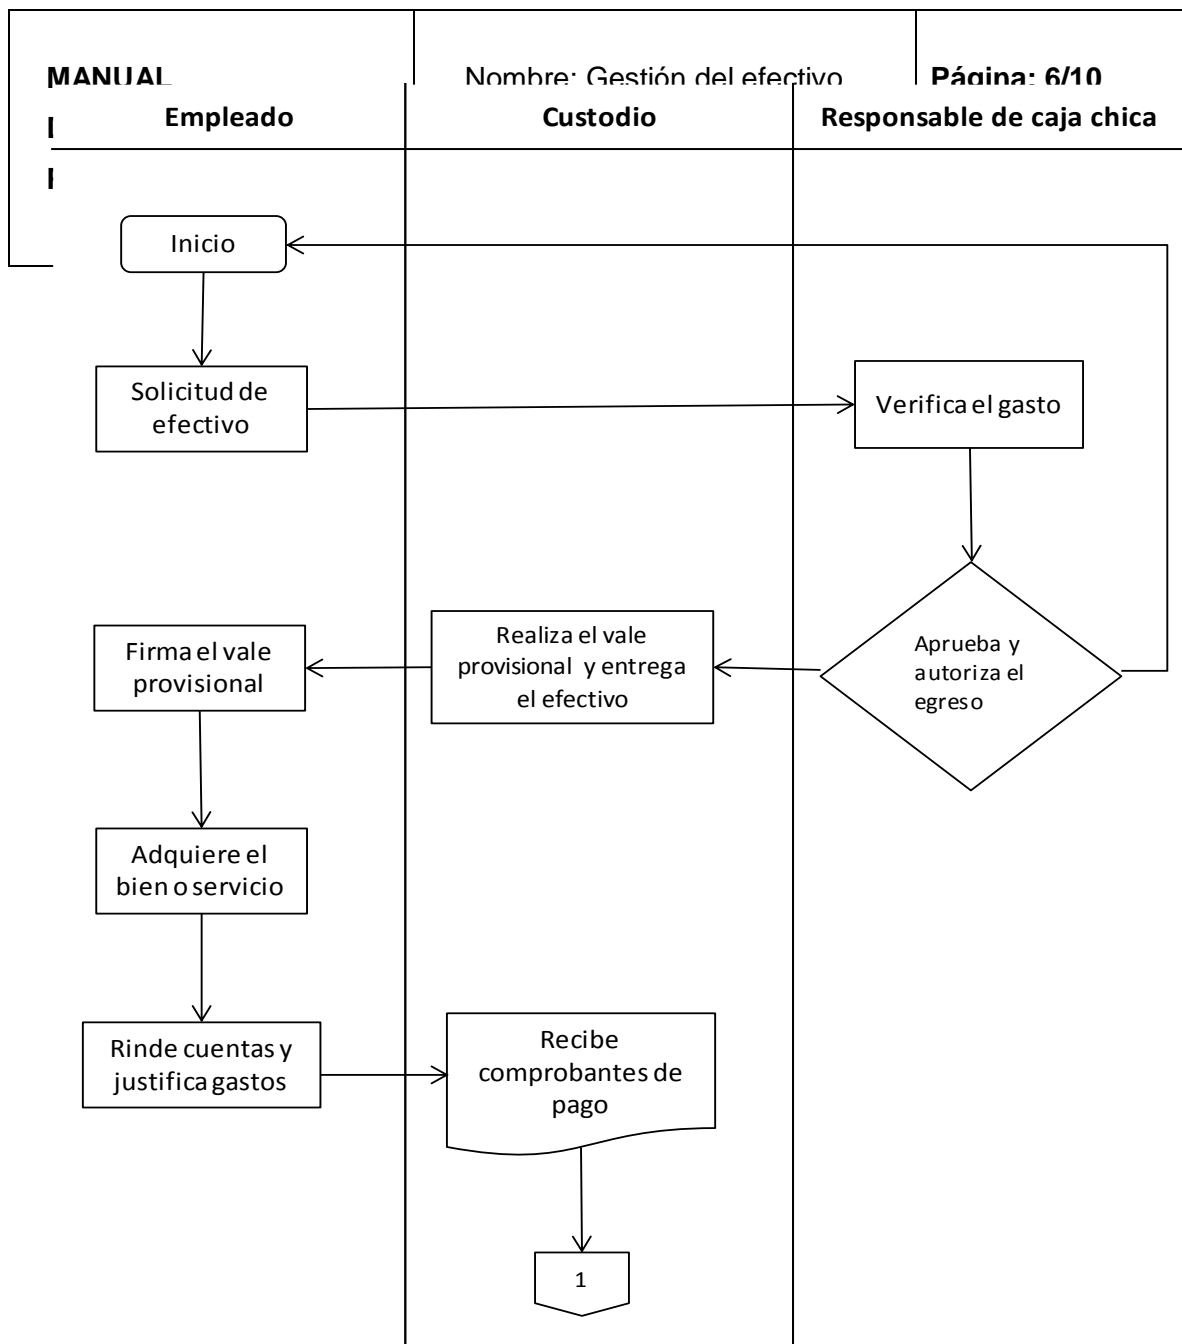 MANUAL
Nombre: Gestión del efectivo
Página: 6/10
Empleado
Custodio
Responsable de caja chica
Inicio
Solicitud de
efectivo
Verifica el gasto
Aprueba y
autoriza el
egreso
Realiza el vale
provisional y entrega
el efectivo
Firma el vale
provisional
Adquiere el
bien o servicio
Rinde cuentas y
justifica gastos
Recibe
comprobantes de
pago
1